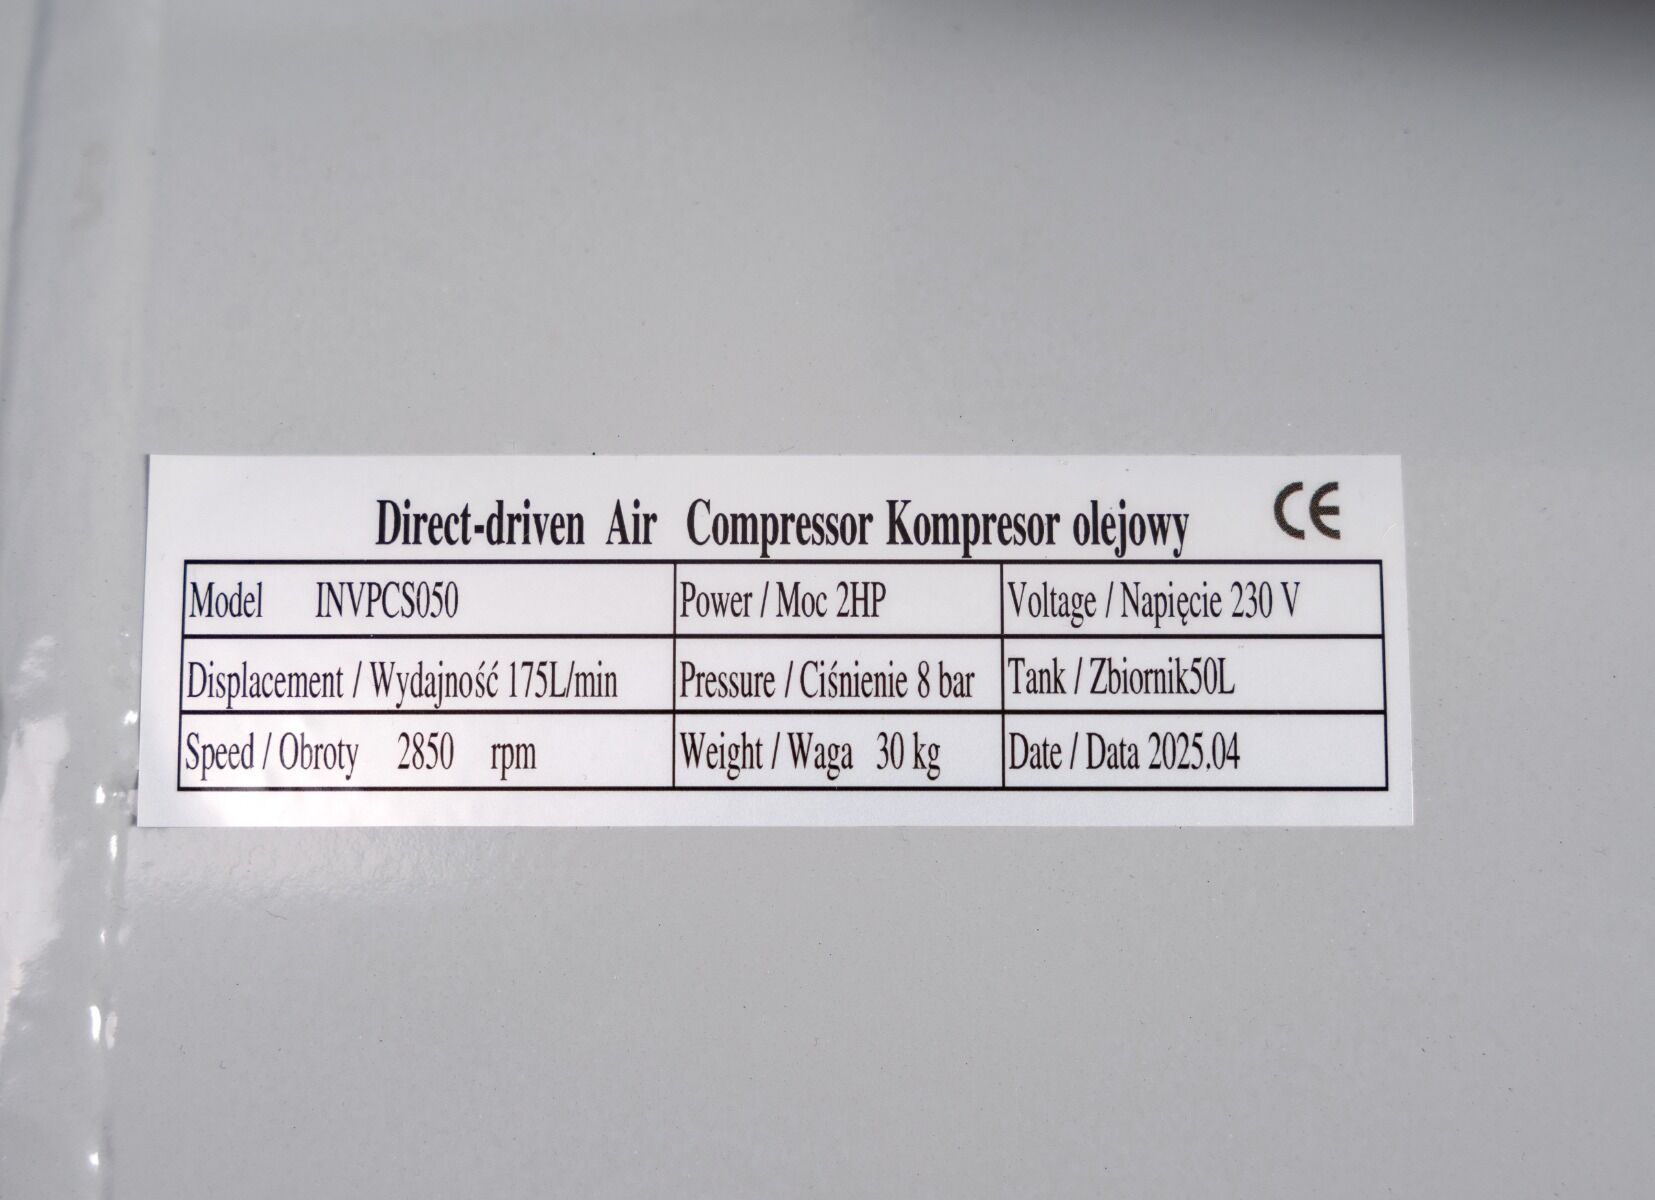 Direct-driven Air Compressor Kompresor olejowy CE
Model INVPCS050 Power / Moc 2HP Voltage / Napięcie 230 V
Displacement / Wydajność 175L/min Pressure / Ciśnienie 8 bar Tank / Zbiornik50L
Speed / Obroty 2850 rpm Weight / Waga 30 kg Date / Data 2025.04